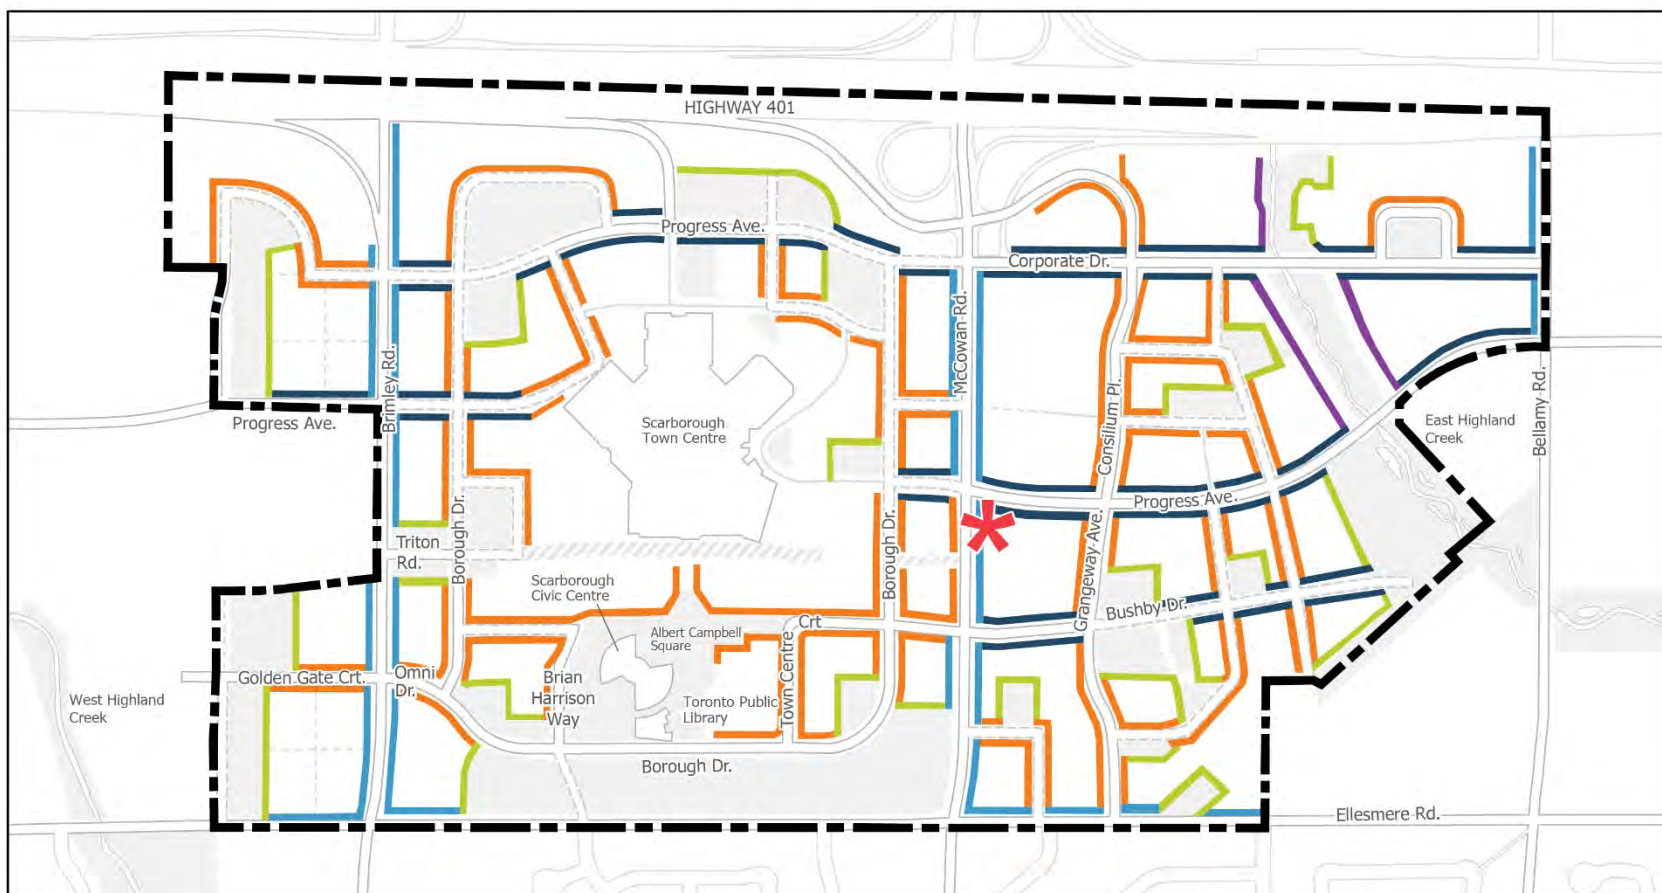 HIGHWAY 401
Progress Ave.
Corporate Dr.
McCowan Rd.
Brimley Rd.
Consilium Pl.
Bellamy Rd.
Progress Ave.
Scarborough
Town Centre
East Highland
Creek
Borough Dr.
Progress Ave.
Triton
Rd.
Borough Dr.
Grangeway Ave.
Scarborough
Civic Centre
Bushby Dr.
Crt
Town Centre
Albert Campbell
Square
Golden Gate Crt.
Omni
Dr.
Brian
Harrison
Way
Toronto Public
Library
West Highland
Creek
Borough Dr.
Ellesmere Rd.